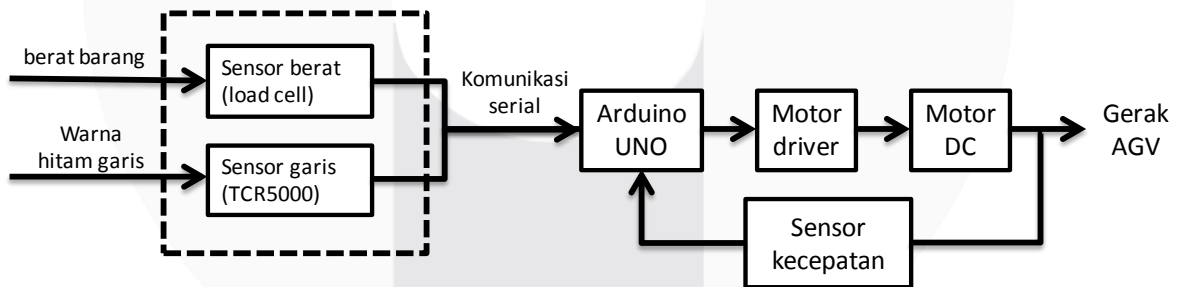 berat barang
Sensor berat
(load cell)
Warna
hitam garis
Sensor garis
(TCR5000)
Komunikasi
serial
Arduino
UNO
Motor
driver
Motor
DC
Gerak
AGV
Sensor
kecepatan